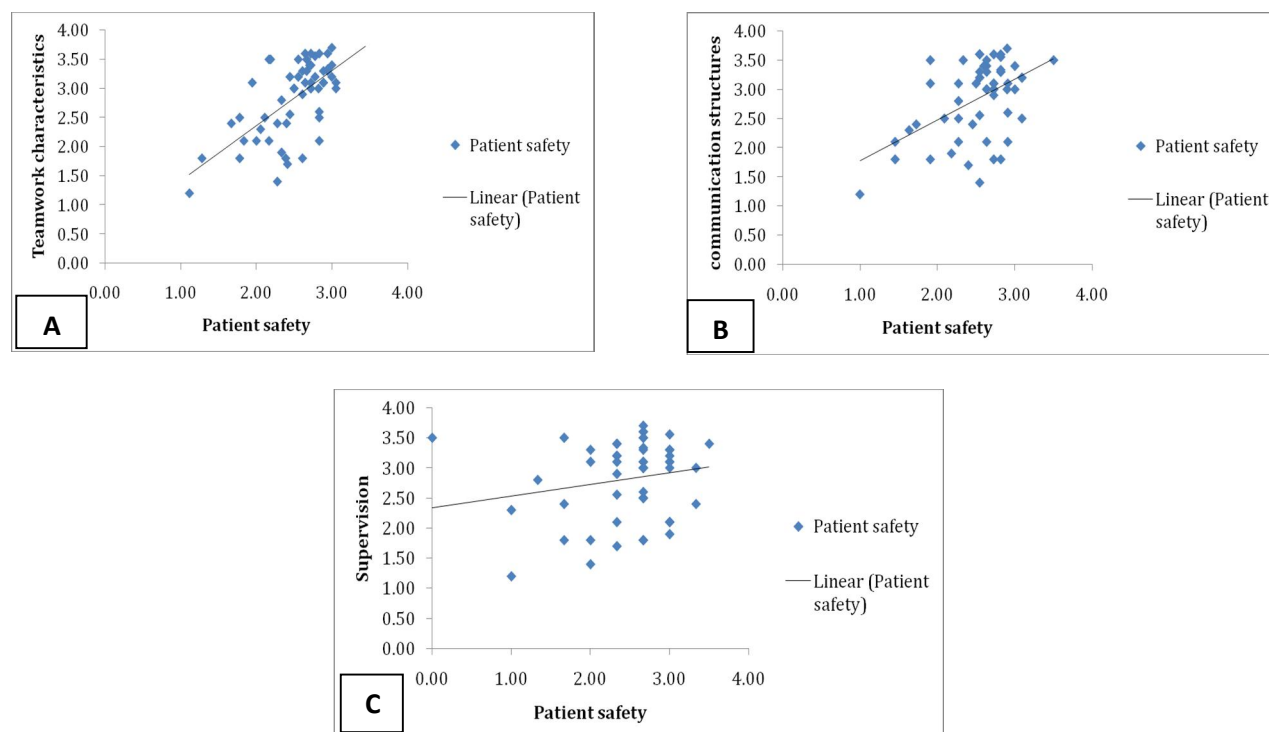 4.00
3.50
3.00
2.50
2.00
1.50
1.00
0.50
0.00
Teamwork characteristics
0.00 1.00 2.00 3.00 4.00
Patient safety
Patient safety
Linear (Patient
safety)
A
4.00
3.50
3.00
2.50
2.00
1.50
1.00
0.50
0.00
communication structures
0.00 1.00 2.00 3.00 4.00
Patient safety
Patient safety
Linear (Patient
safety)
B
4.00
3.50
3.00
2.50
2.00
1.50
1.00
0.50
0.00
Supervision
0.00 1.00 2.00 3.00 4.00
Patient safety
Patient safety
Linear (Patient
safety)
C